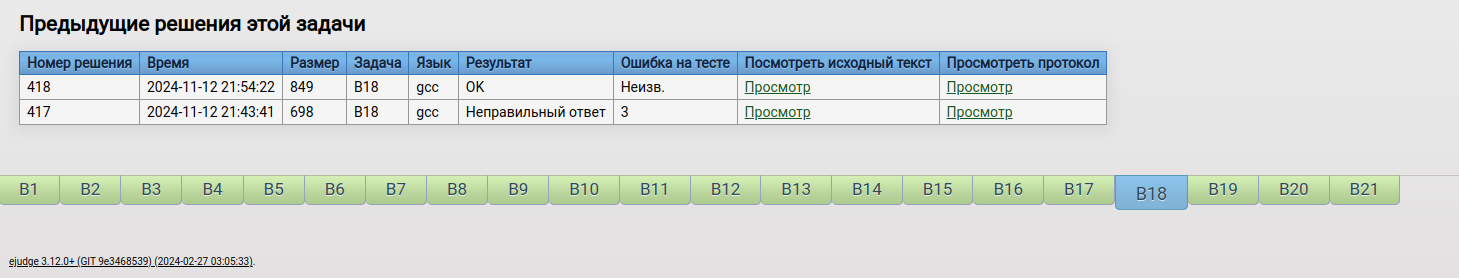 Предыдущие решения этой задачи
Номер решения Время Размер Задача Язык Результат Ошибка на тесте Посмотреть исходный текст Просмотреть протокол
418 2024-11-12 21:54:22 849 B18 gcc OK Неизв. Просмотр Просмотр
417 2024-11-12 21:43:41 698 B18 gcc Неправильный ответ 3 Просмотр Просмотр
B1 B2 B3 B4 B5 B6 B7 B8 B9 B10 B11 B12 B13 B14 B15 B16 B17 B18 B19 B20 B21
ejudge 3.12.0+ (GIT 9e3468539) (2024-02-27 03:05:33).